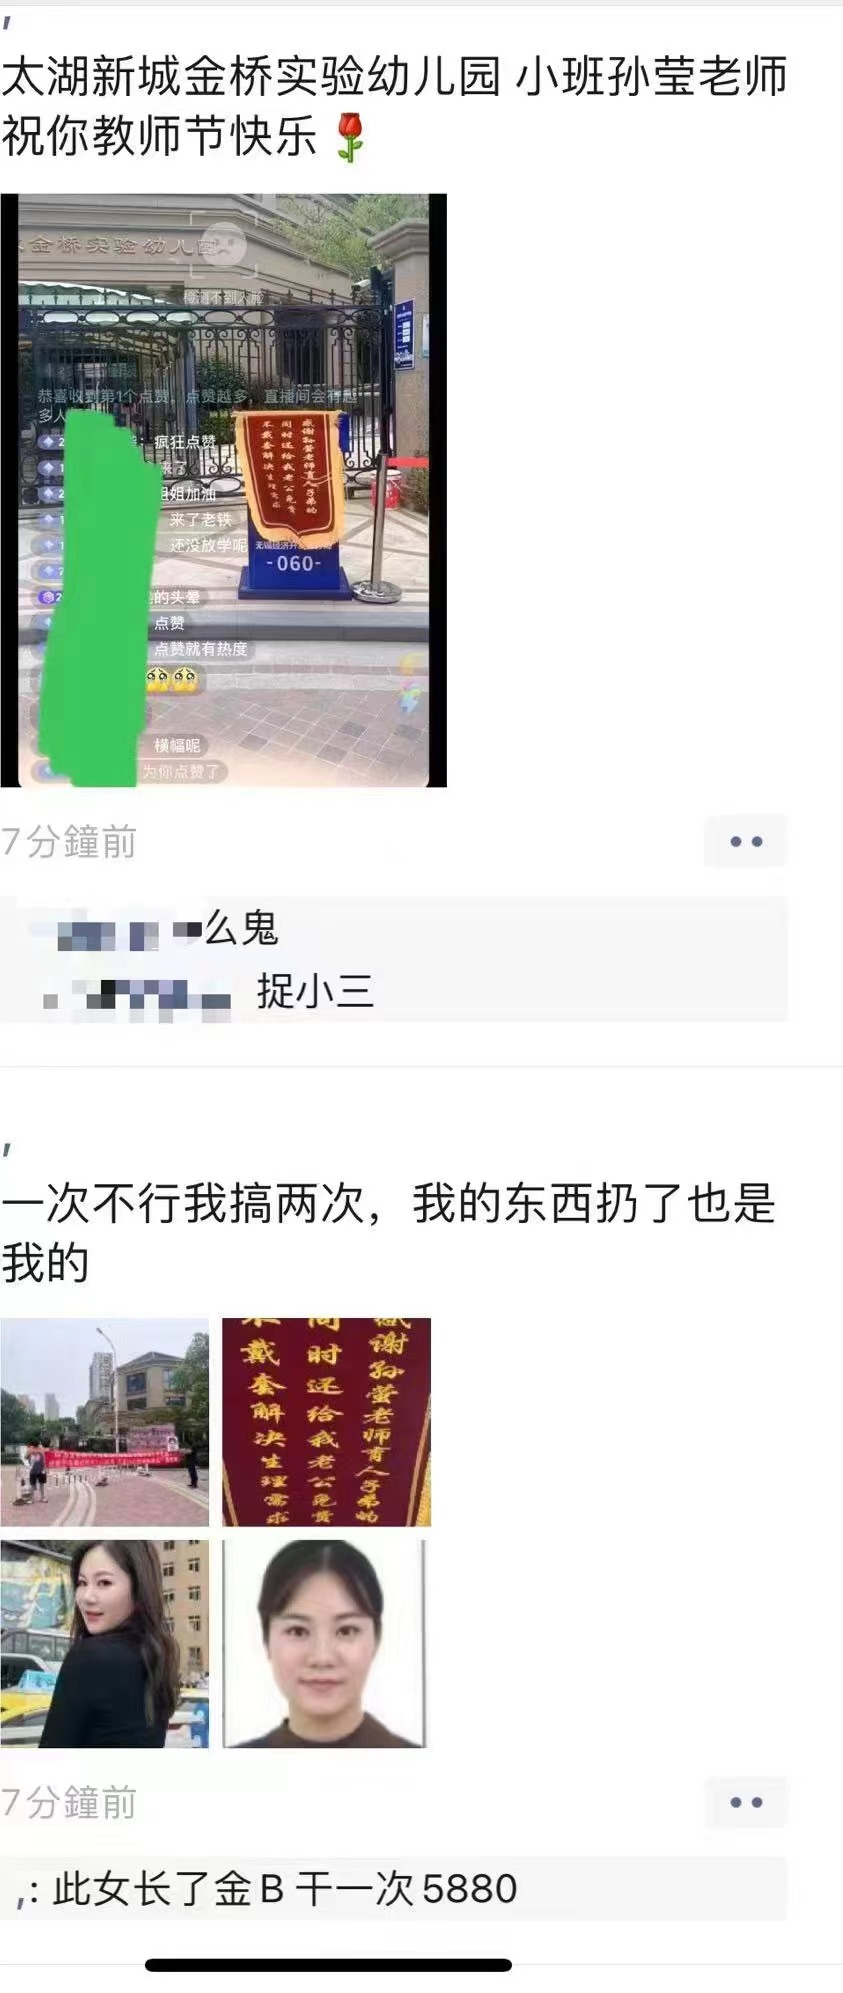 太湖新城金桥实验幼儿园 小班孙莹老师
祝你教师节快乐🌹
金桥实验幼儿园
检测不到人脸
恭喜收到第1个点赞，点赞越多，直播间会有越
多人
：疯狂点赞
来了
姐姐加油
来了老铁
还没放学呢
的头晕
点赞
点赞就有热度
横幅呢
为你点赞了
感谢孙莹老师育人子弟的
同时还给我老公免费
不戴套解决生理需求
-060-
7分鐘前
么鬼
捉小三
,
一次不行我搞两次，我的东西扔了也是
我的
感谢孙莹老师育人子弟的
同时还给我老公免费
不戴套解决生理需求
7分鐘前
,: 此女长了金B 干一次5880